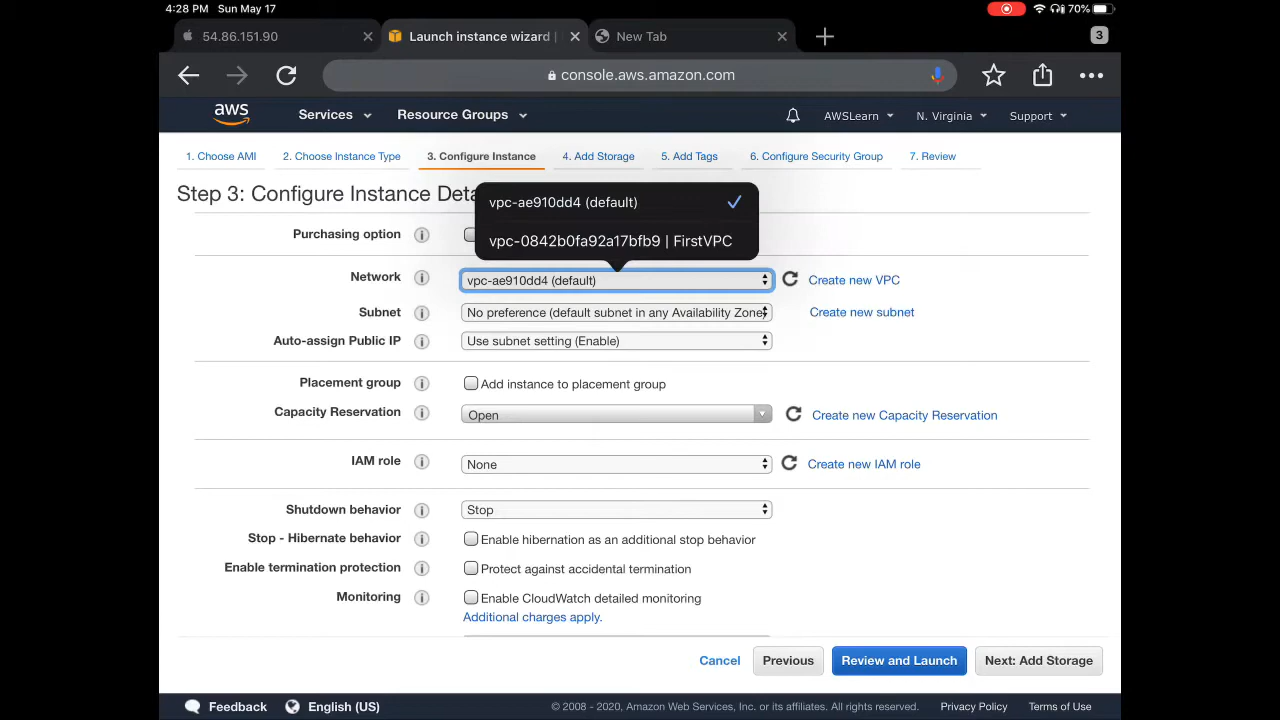 4:28 PM Sun May 17
70%
54.86.151.90
Launch instance wizard |
New Tab
3
console.aws.amazon.com
aws
Services
Resource Groups
AWSLearn
N. Virginia
Support
1. Choose AMI
2. Choose Instance Type
3. Configure Instance
4. Add Storage
5. Add Tags
6. Configure Security Group
7. Review
Step 3: Configure Instance Deta
vpc-ae910dd4 (default)
vpc-0842b0fa92a17bfb9 | FirstVPC
Purchasing option
Network
vpc-ae910dd4 (default)
Create new VPC
Subnet
No preference (default subnet in any Availability Zone)
Create new subnet
Auto-assign Public IP
Use subnet setting (Enable)
Placement group
Add instance to placement group
Capacity Reservation
Open
Create new Capacity Reservation
IAM role
None
Create new IAM role
Shutdown behavior
Stop
Stop - Hibernate behavior
Enable hibernation as an additional stop behavior
Enable termination protection
Protect against accidental termination
Monitoring
Enable CloudWatch detailed monitoring
Additional charges apply.
Cancel
Previous
Review and Launch
Next: Add Storage
Feedback
English (US)
© 2008 - 2020, Amazon Web Services, Inc. or its affiliates. All rights reserved.
Privacy Policy
Terms of Use